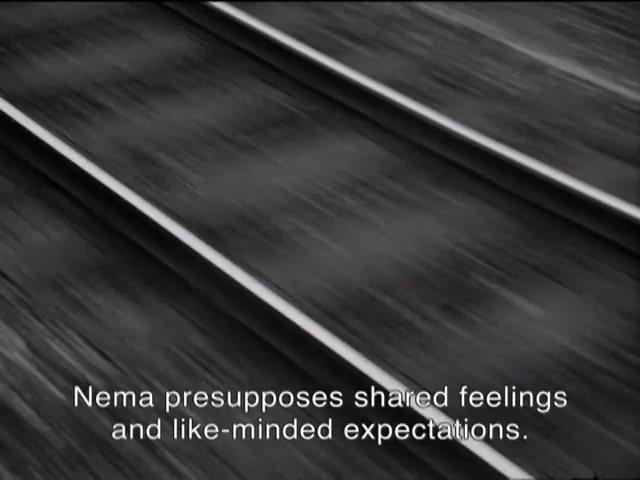 Nema presupposes shared feelings
and like-minded expectations.